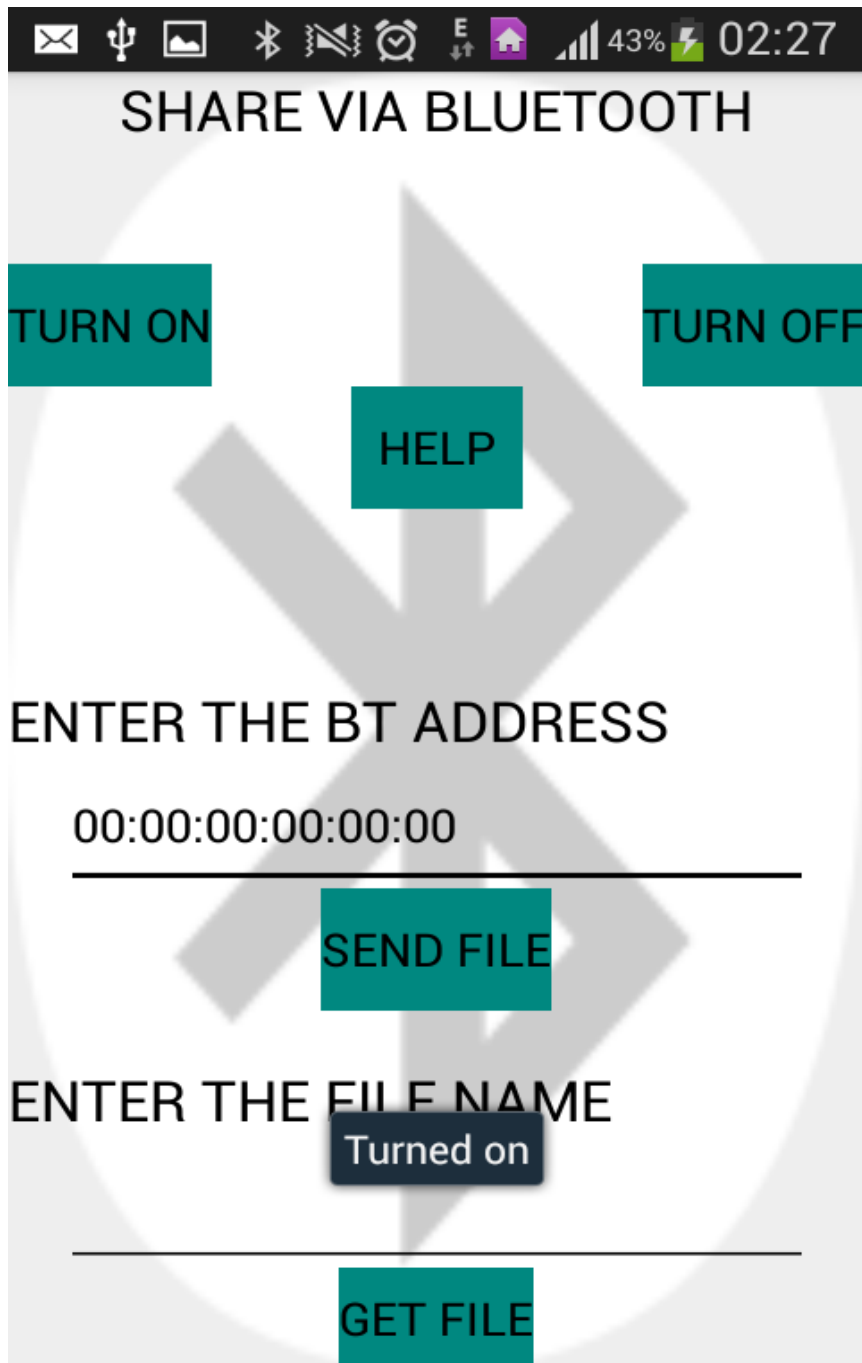 E 43% 02:27
SHARE VIA BLUETOOTH
TURN ON
TURN OFF
HELP
ENTER THE BT ADDRESS
00:00:00:00:00:00
SEND FILE
ENTER THE FILE NAME
Turned on
GET FILE